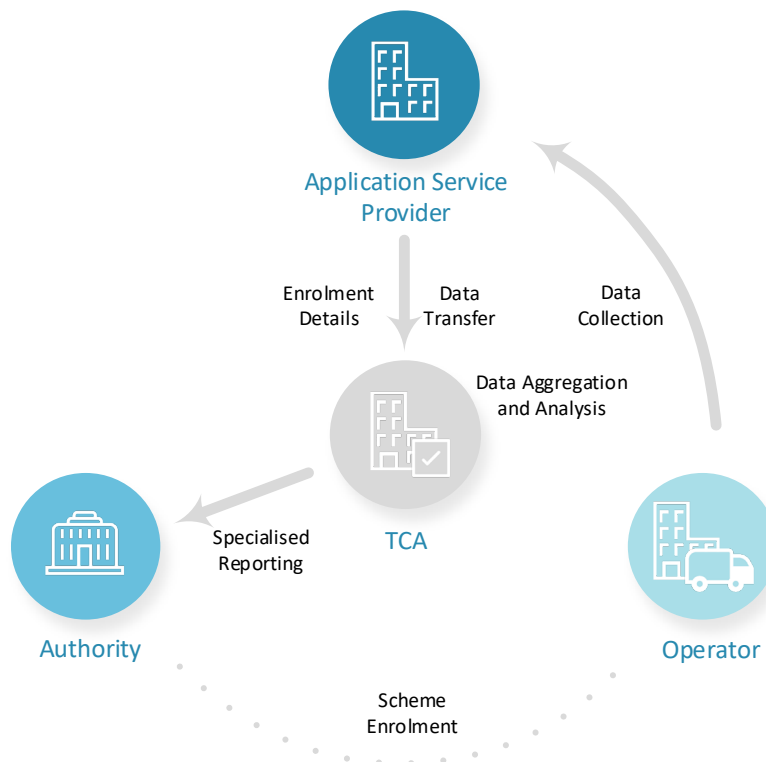 Application Service
Provider
Enrolment
Details
Data
Transfer
Data
Collection
Data Aggregation
and Analysis
TCA
Specialised
Reporting
Authority
Operator
Scheme
Enrolment